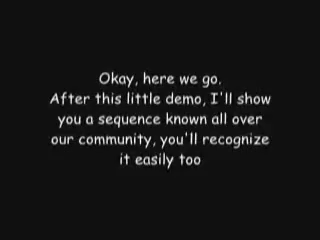 Okay, here we go.
After this little demo, I'll show
you a sequence known all over
our community, you'll recognize
it easily too